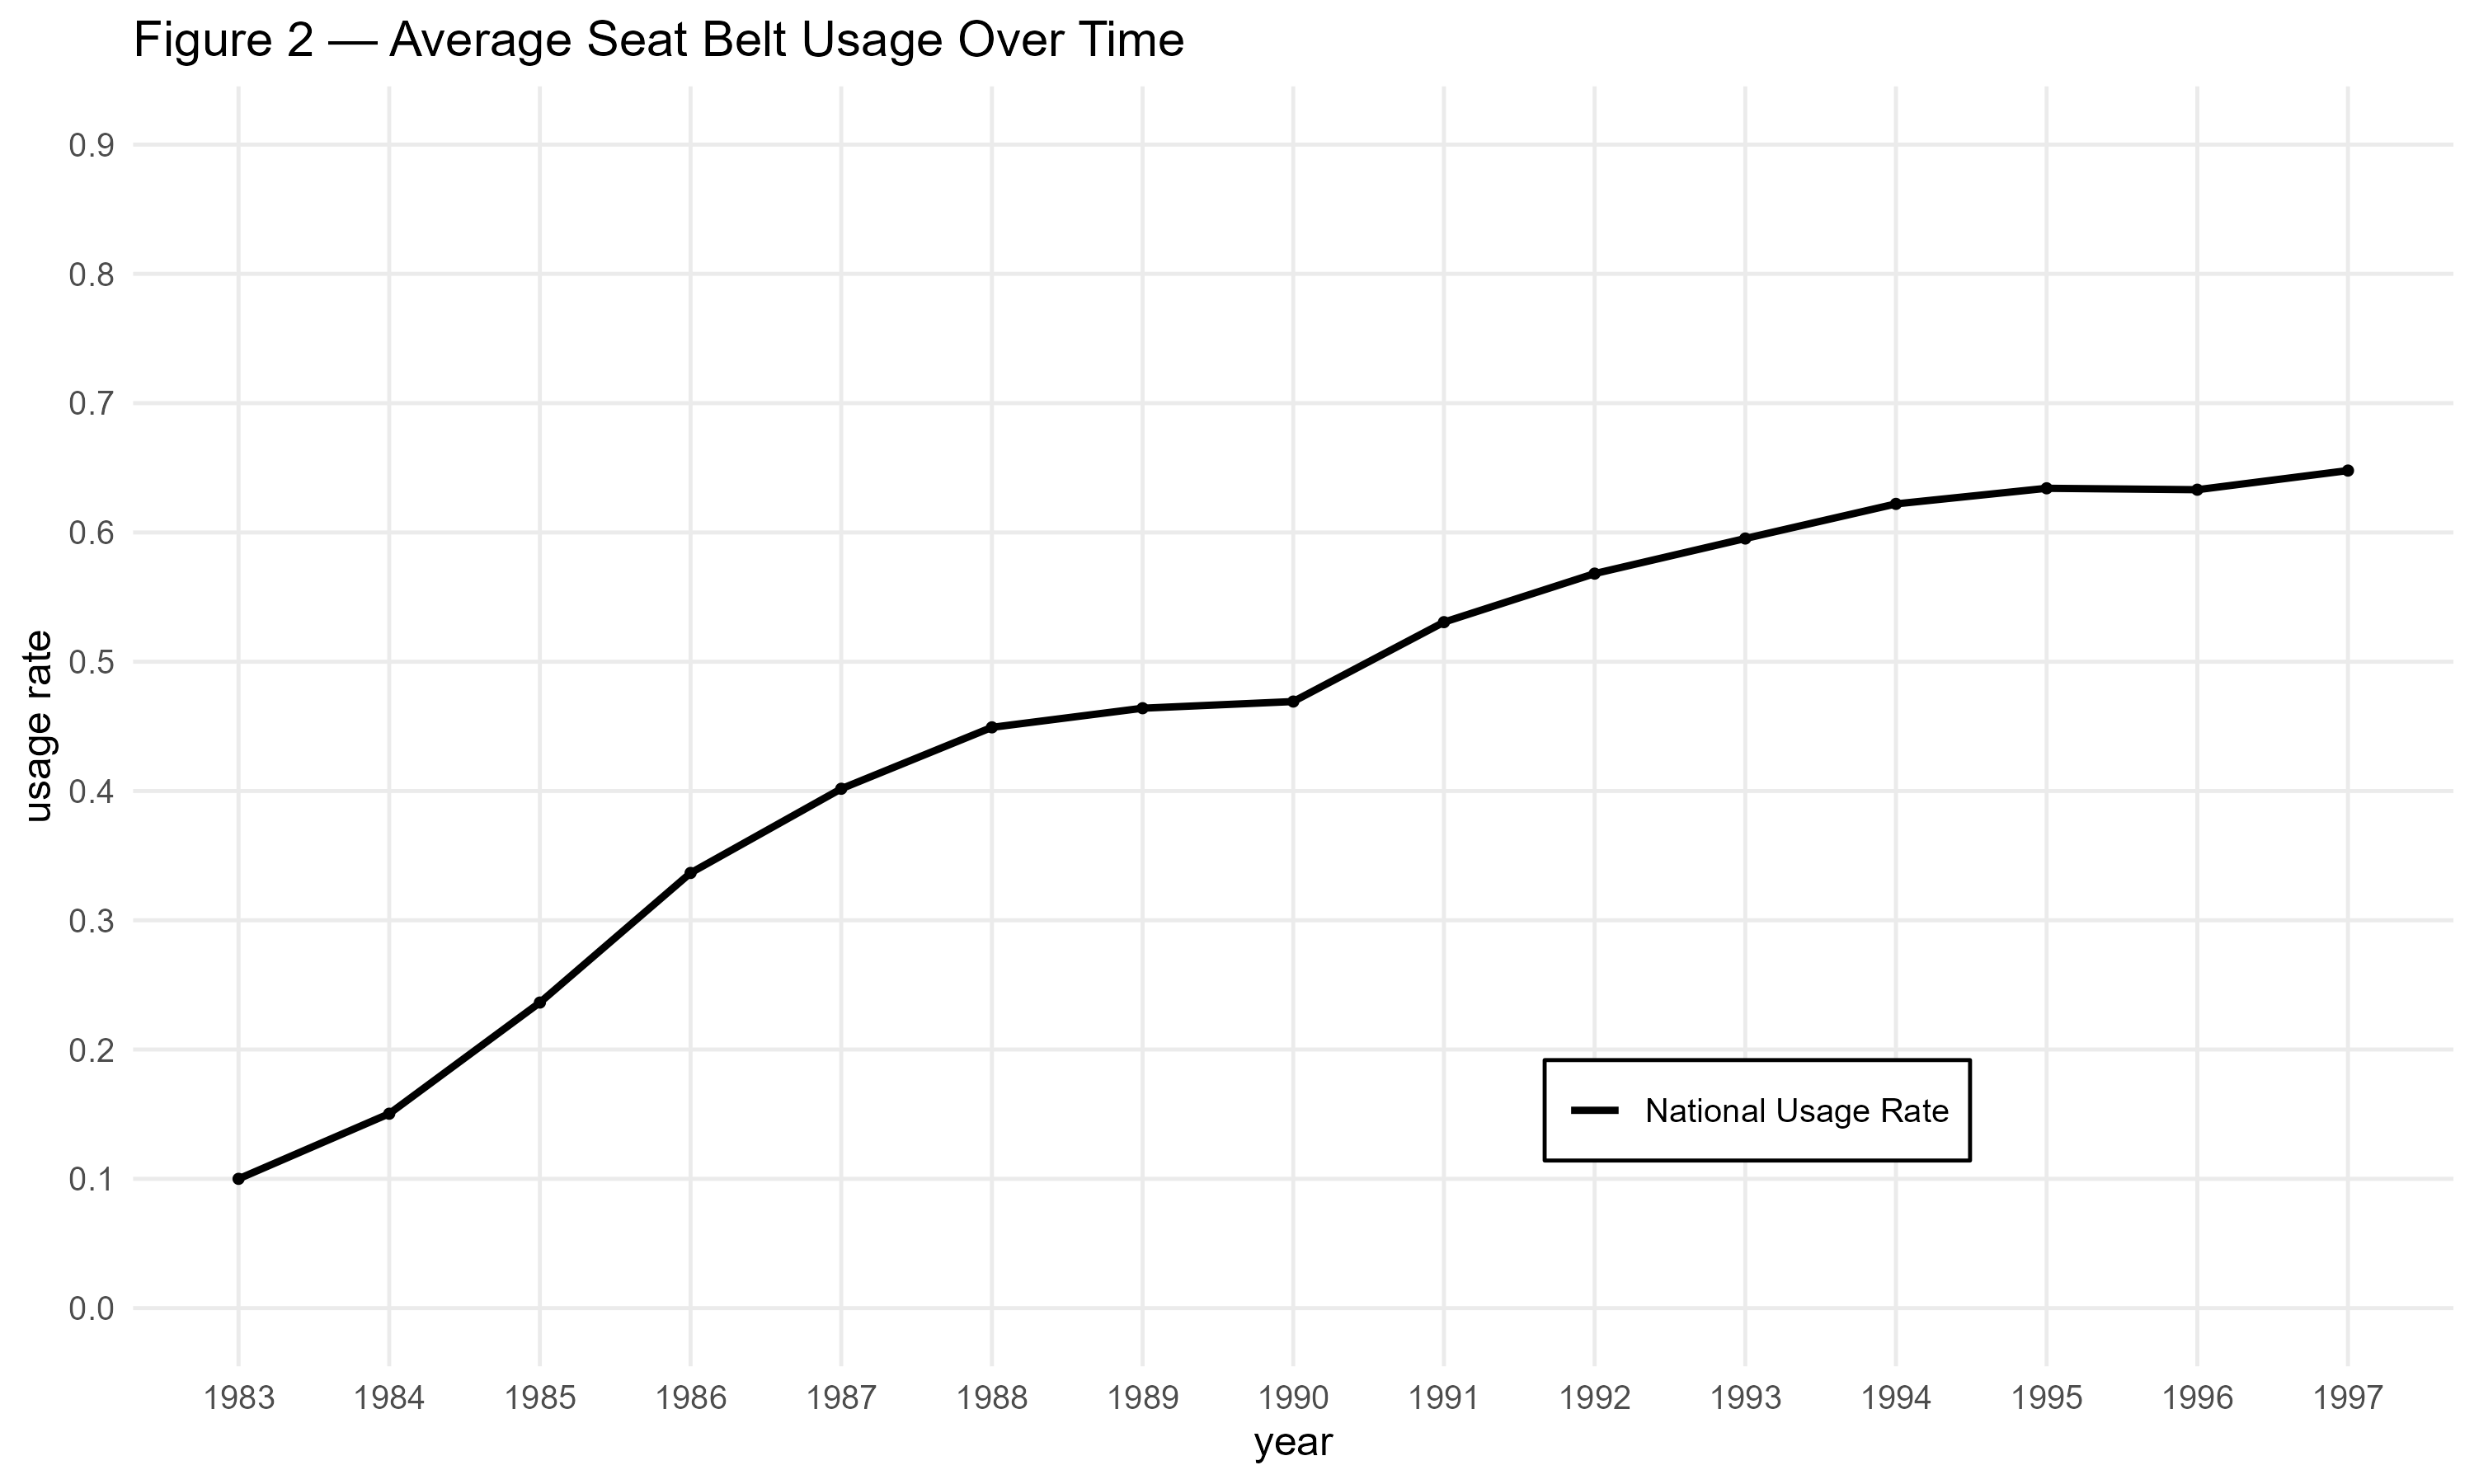 Figure 2 — Average Seat Belt Usage Over Time
usage rate
0.9
0.8
0.7
0.6
0.5
0.4
0.3
0.2
0.1
0.0
National Usage Rate
1983 1984 1985 1986 1987 1988 1989 1990 1991 1992 1993 1994 1995 1996 1997
year